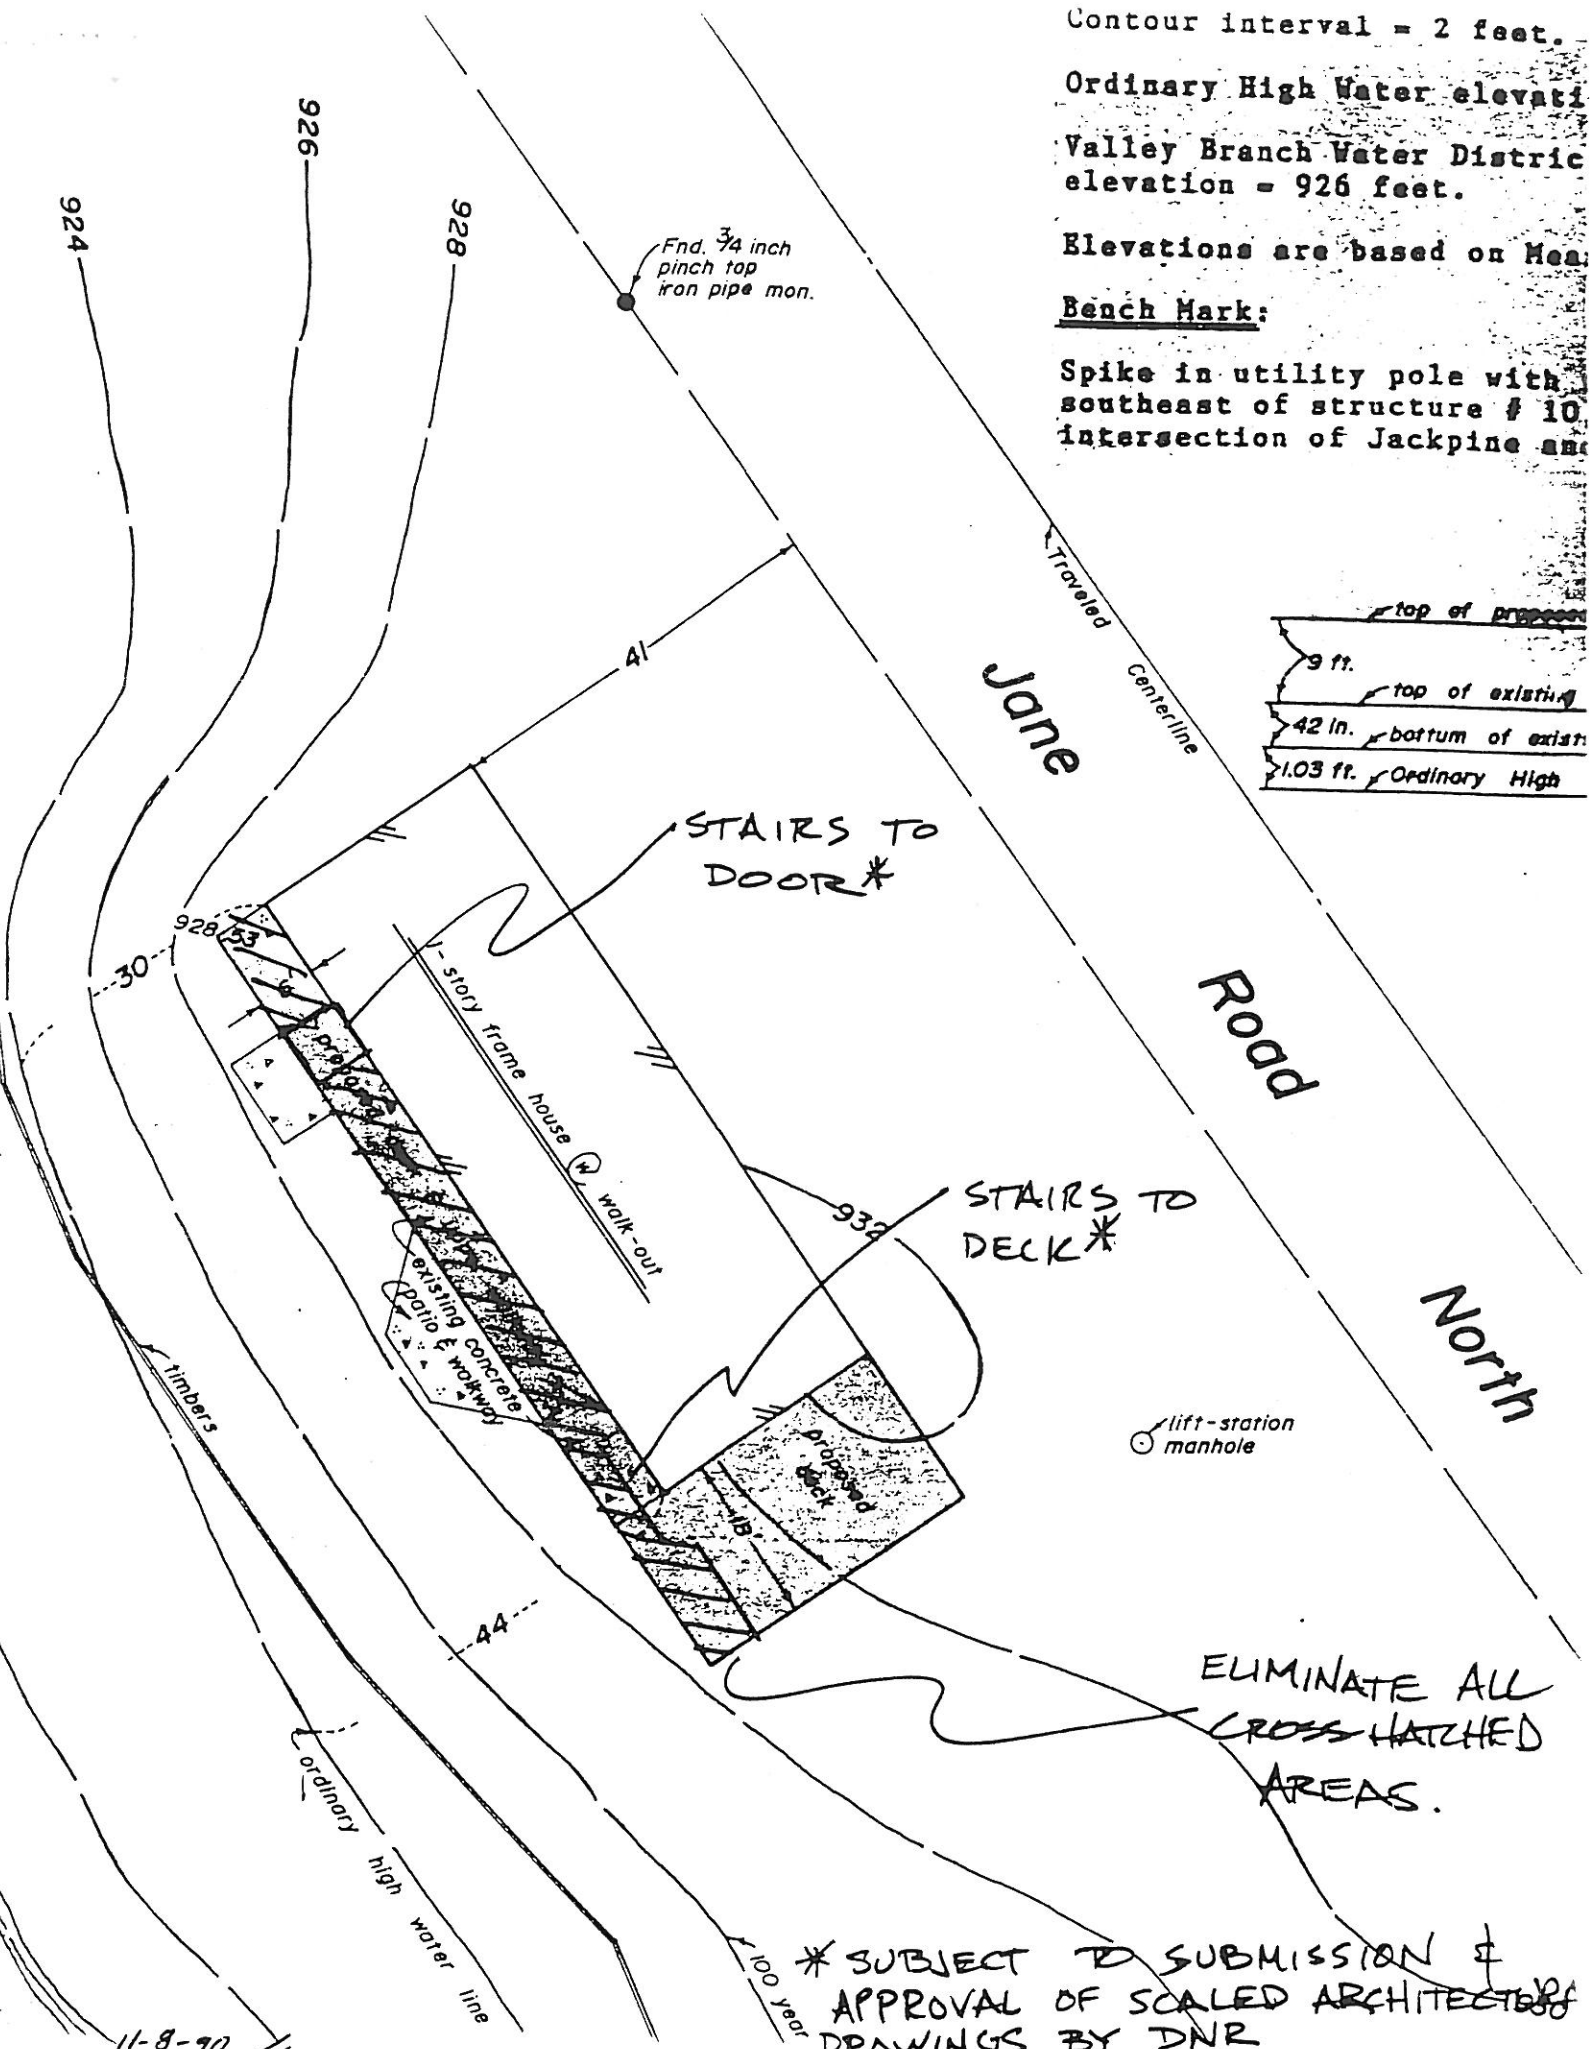 Contour interval = 2 feet.
Ordinary High Water
Valley Branch Water
elevation = 926 feet.
Elevations are based on
Bench Mark:
Spike in utility pole with
southeast of structure # 10
intersection of Jackpine
924
926
928
Fnd. 3/4 inch
pinch top
iron pipe mon.
Traveled Centerline
41
Jane Road North
top of
9 ft.
top of existing
42 in.
bottum of
1.03 ft.
Ordinary High
STAIRS TO
DOOR*
928.53
30
6
1-story frame house W walk-out
proposed
932
STAIRS TO
DECK*
existing concrete
patio & walkway
timbers
proposed
deck
18'
lift-station
manhole
44
ELIMINATE ALL
CROSS HATCHED
AREAS.
ordinary high water line
100 year
* SUBJECT TO SUBMISSION &
APPROVAL OF SCALED
DRAWINGS BY DNR
11-8-90